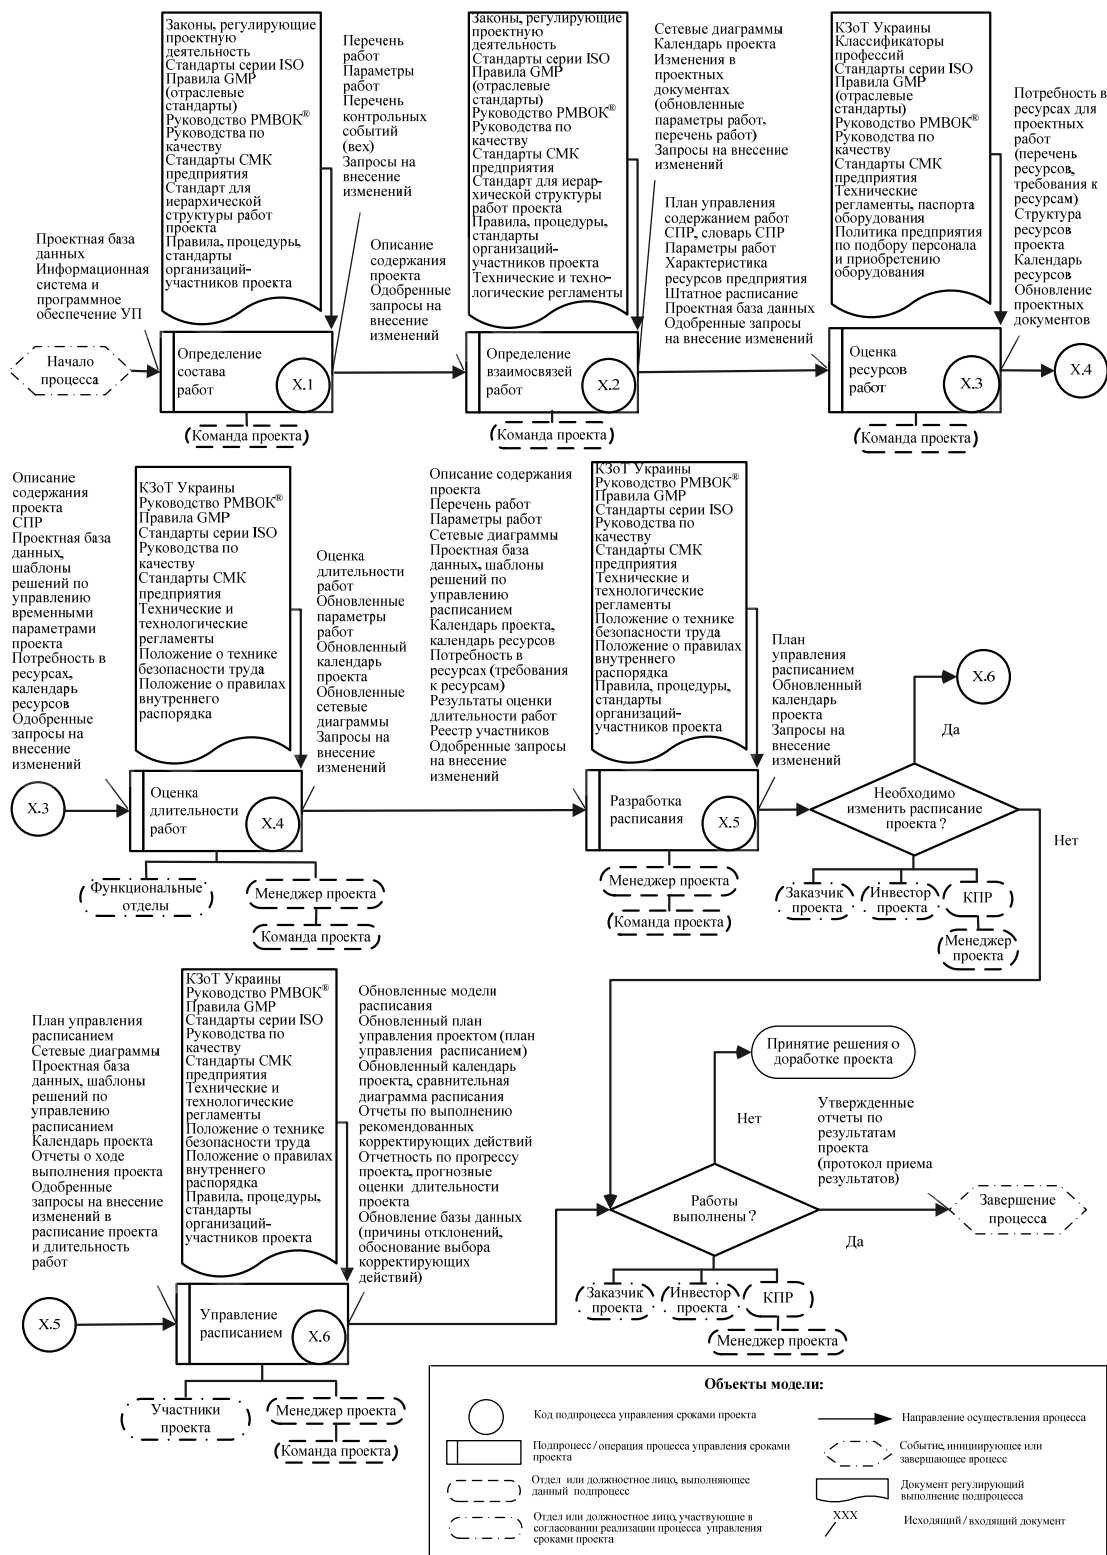 Проектная база
данных
Информационная
система и
программное
обеспечение УП
Начало
процесса
Законы, регулирующие
проектную
деятельность
Стандарты серии ISO
Правила GMP
(отраслевые
стандарты)
Руководство PMBOK®
Руководства по
качеству
Стандарты СМК
предприятия
Стандарт для
иерархической
структуры работ
проекта
Правила, процедуры,
стандарты
организаций-
участников проекта
Определение
состава
работ
X.1
Команда проекта
Перечень
работ
Параметры
работ
Перечень
контрольных
событий
(вех)
Запросы на
внесение
изменений
Описание
содержания
проекта
Одобренные
запросы на
внесение
изменений
Законы, регулирующие
проектную
деятельность
Стандарты серии ISO
Правила GMP
(отраслевые
стандарты)
Руководство PMBOK®
Руководства по
качеству
Стандарты СМК
предприятия
Стандарт для иерар-
хической структуры
работ проекта
Правила, процедуры,
стандарты
организаций-
участников проекта
Технические и техно-
логические регламенты
Определение
взаимосвязей
работ
X.2
Команда проекта
Сетевые диаграммы
Календарь проекта
Изменения в
проектных
документах
(обновленные
параметры работ,
перечень работ)
Запросы на внесение
изменений
План управления
содержанием работ
СПР, словарь СПР
Параметры работ
Характеристика
ресурсов предприятия
Штатное расписание
Проектная база данных
Одобренные запросы
на внесение изменений
КЗоТ Украины
Классификаторы
профессий
Стандарты серии ISO
Правила GMP
(отраслевые
стандарты)
Руководство PMBOK®
Руководства по
качеству
Стандарты СМК
предприятия
Технические
регламенты, паспорта
оборудования
Политика предприятия
по подбору персонала
и приобретению
оборудования
Оценка
ресурсов
работ
X.3
Команда проекта
Потребность в
ресурсах для
проектных
работ
(перечень
ресурсов,
требования к
ресурсам)
Структура
ресурсов
проекта
Календарь
ресурсов
Обновление
проектных
документов
X.4
Описание
содержания
проекта
СПР
Проектная база
данных,
шаблоны
решений по
управлению
временными
параметрами
проекта
Потребность в
ресурсах,
календарь
ресурсов
Одобренные
запросы на
внесение
изменений
X.3
КЗоТ Украины
Руководство PMBOK®
Правила GMP
Стандарты серии ISO
Руководства по
качеству
Стандарты СМК
предприятия
Технические и
технологические
регламенты
Положение о технике
безопасности труда
Положение о правилах
внутреннего
распорядка
Оценка
длительности
работ
X.4
Функциональные
отделы
Менеджер проекта
Команда проекта
Оценка
длительности
работ
Обновленные
параметры
работ
Обновленный
календарь
проекта
Обновленные
сетевые
диаграммы
Запросы на
внесение
изменений
Описание содержания
проекта
Перечень работ
Параметры работ
Сетевые диаграммы
Проектная база
данных, шаблоны
решений по
управлению
расписанием
Календарь проекта,
календарь ресурсов
Потребность в
ресурсах (требования
к ресурсам)
Результаты оценки
длительности работ
Реестр участников
Одобренные запросы
на внесение
изменений
КЗоТ Украины
Руководство PMBOK®
Правила GMP
Стандарты серии ISO
Руководства по
качеству
Стандарты СМК
предприятия
Технические и
технологические
регламенты
Положение о технике
безопасности труда
Положение о правилах
внутреннего
распорядка
Правила, процедуры,
стандарты
организаций-
участников проекта
Разработка
расписания
X.5
Менеджер проекта
Команда проекта
План
управления
расписанием
Обновленный
календарь
проекта
Запросы на
внесение
изменений
Необходимо
изменить расписание
проекта?
Да
X.6
Нет
Заказчик
проекта
Инвестор
проекта
КПР
Менеджер
проекта
План управления
расписанием
Сетевые диаграммы
Проектная база
данных, шаблоны
решений по
управлению
расписанием
Календарь проекта
Отчеты о ходе
выполнения проекта
Одобренные
запросы на внесение
изменений в
расписание проекта
и длительность
работ
X.5
КЗоТ Украины
Руководство PMBOK®
Правила GMP
Стандарты серии ISO
Руководства по
качеству
Стандарты СМК
предприятия
Технические и
технологические
регламенты
Положение о технике
безопасности труда
Положение о правилах
внутреннего
распорядка
Правила, процедуры,
стандарты
организаций-
участников проекта
Управление
расписанием
X.6
Участники
проекта
Менеджер проекта
Команда проекта
Обновленные модели
расписания
Обновленный план
управления проектом (план
управления расписанием)
Обновленный календарь
проекта, сравнительная
диаграмма расписания
Отчеты по выполнению
рекомендованных
корректирующих действий
Отчетность по прогрессу
проекта, прогнозные
оценки длительности
проекта
Обновление базы данных
(причины отклонений,
обоснование выбора
корректирующих
действий)
Принятие решения о
доработке проекта
Нет
Работы
выполнены?
Да
Утвержденные
отчеты по
результатам
проекта
(протокол приема
результатов)
Завершение
процесса
Заказчик
проекта
Инвестор
проекта
КПР
Менеджер проекта
Объекты модели:
Код подпроцесса управления сроками проекта
Подпроцесс/операция процесса управления сроками
проекта
Отдел или должностное лицо, выполняющее
данный подпроцесс
Отдел или должностное лицо, участвующие в
согласовании реализации процесса управления
сроками проекта
Направление осуществления процесса
Событие, инициирующее или
завершающее процесс
Документ регулирующий
выполнение подпроцесса
XXX
Исходящий/входящий документ